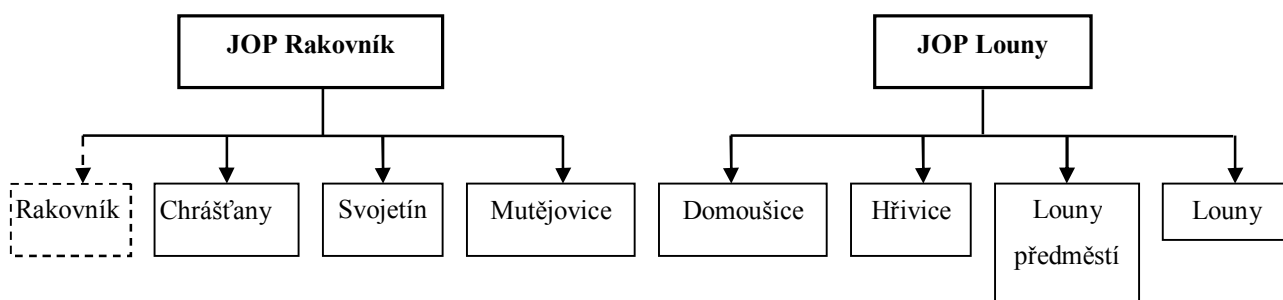 JOP Rakovník
JOP Louny
Rakovník
Chrášťany
Svojetín
Mutějovice
Domoušice
Hřivice
Louny
předměstí
Louny